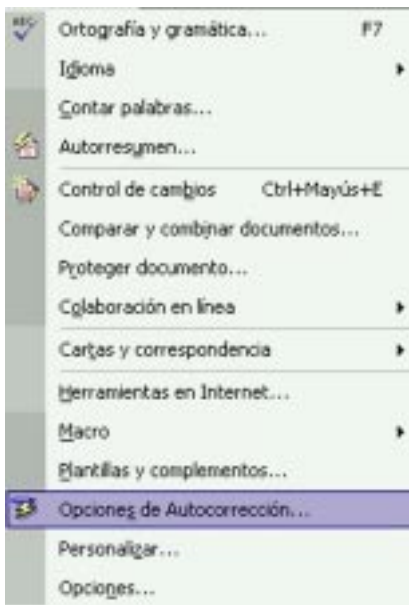 Ortografía y gramática... F7
Idioma
Contar palabras...
Autorresumen...
Control de cambios Ctrl+Mayús+E
Comparar y combinar documentos...
Proteger documento...
Colaboración en línea
Cartas y correspondencia
Herramientas en Internet...
Macro
Plantillas y complementos...
Opciones de Autocorrección...
Personalizar...
Opciones...